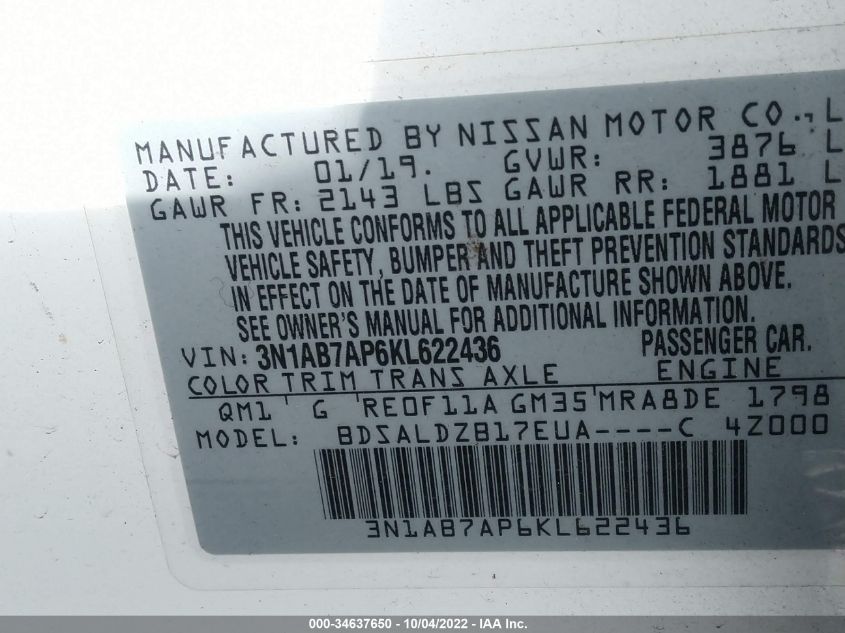 MANUFACTURED BY NISSAN MOTOR CO., L
DATE: 01/19. GVWR: 3876 L
GAWR FR: 2143 LBS GAWR RR: 1881 L
THIS VEHICLE CONFORMS TO ALL APPLICABLE FEDERAL MOTOR
VEHICLE SAFETY, BUMPER AND THEFT PREVENTION STANDARDS
IN EFFECT ON THE DATE OF MANUFACTURE SHOWN ABOVE.
SEE OWNER'S MANUAL FOR ADDITIONAL INFORMATION.
VIN: 3N1AB7AP6KL622436 PASSENGER CAR.
COLOR TRIM TRANS AXLE ENGINE
QM1 G RE0F11A GM35 MRA8DE 1798
MODEL: BDSALDZB17EUA----C 4Z000
3N1AB7AP6KL622436
000-34637650 - 10/04/2022 - IAA Inc.